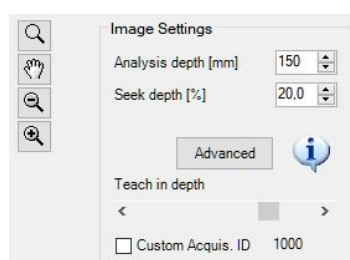 Image Settings
Analysis depth [mm] 150
Seek depth [%] 20,0
Advanced
Teach in depth
Custom Acquis. ID 1000